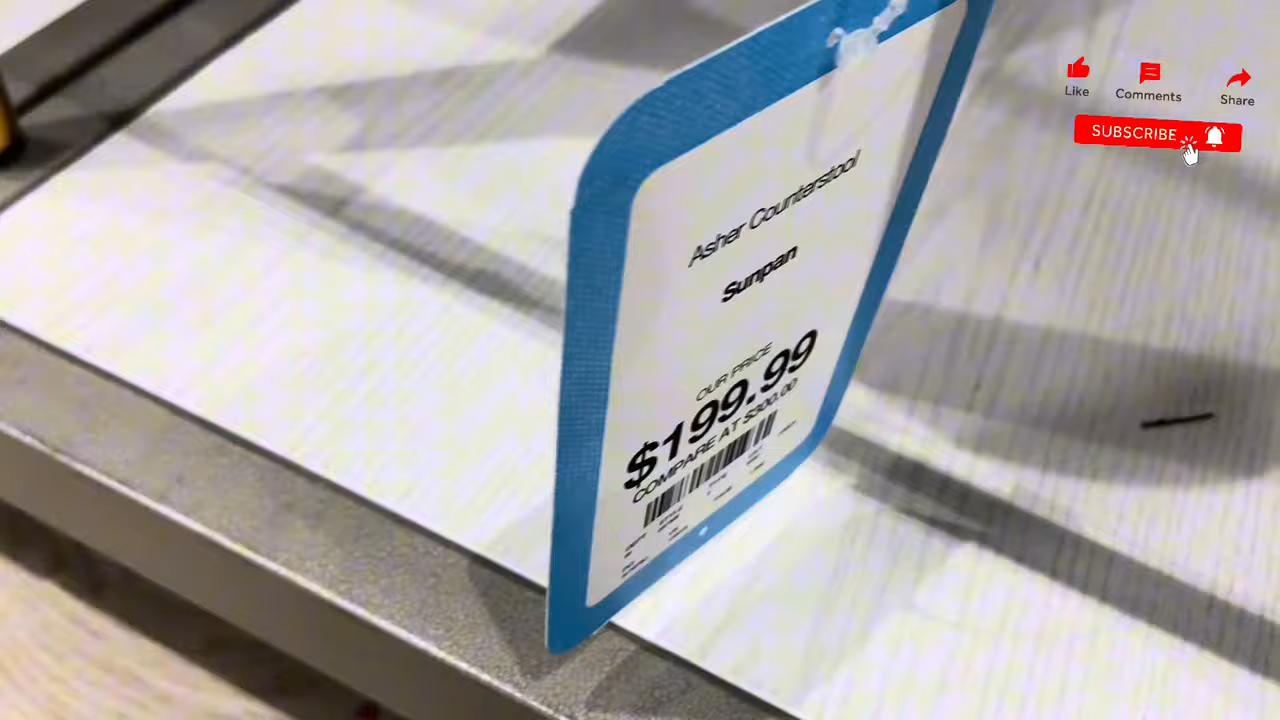 Asher Counterstool
Sunpan
OUR PRICE
$199.99
COMPARE AT $300.00
Like
Comments
Share
SUBSCRIBE